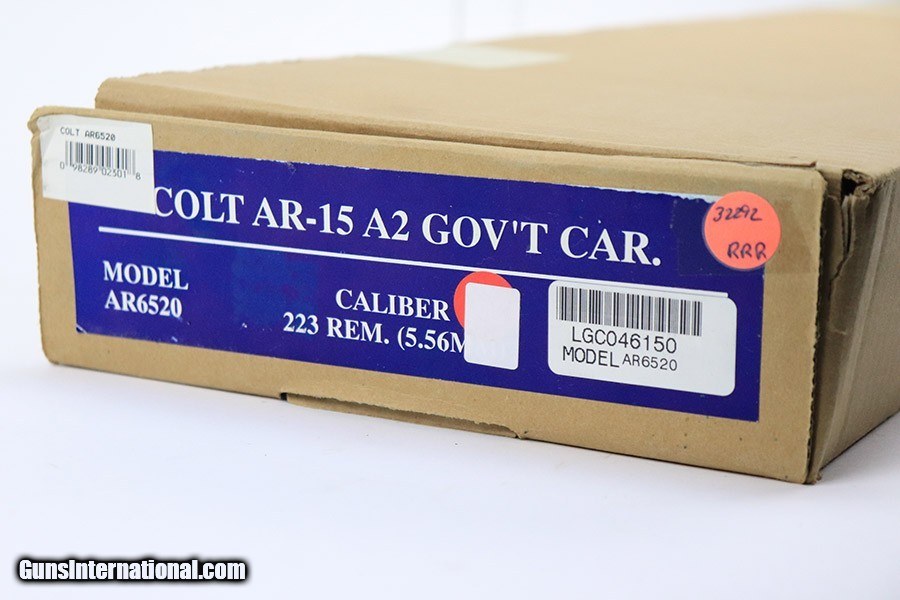 COLT AR6520
0 98289 02301 8
COLT AR-15 A2 GOV'T CAR.
32292
RRR
MODEL
AR6520
CALIBER
223 REM. (5.56M
LGC046150
MODEL AR6520
GunsInternational.com